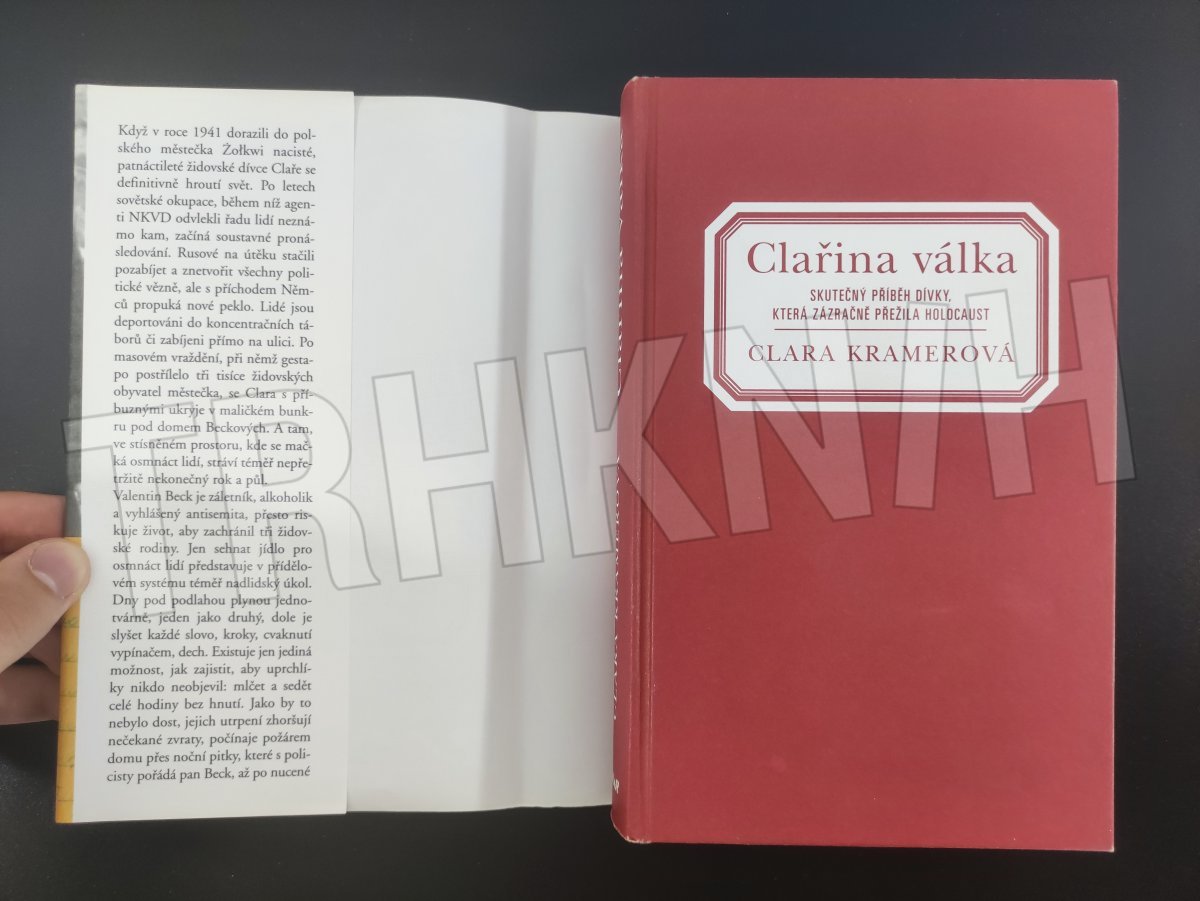 Když v roce 1941 dorazili do pol-
ského městečka Żołkwi nacisté,
patnáctileté židovské dívce Claře se
definitivně hroutí svět. Po letech
sovětské okupace, během níž agen-
ti NKVD odvlekli řadu lidí nezná-
mo kam, začíná soustavné proná-
sledování. Rusové na útěku stačili
pozabíjet a znetvořit všechny poli-
tické vězně, ale s příchodem Něm-
ců propuká nové peklo. Lidé jsou
deportováni do koncentračních tá-
borů či zabíjeni přímo na ulici. Po
masovém vraždění, při němž gesta-
po postřílelo tři tisíce židovských
obyvatel městečka, se Clara s pří-
buznými ukryje v maličkém bunk-
ru pod domem Beckových. A tam,
ve stísněném prostoru, kde se mač-
ká osmnáct lidí, stráví téměř nepře-
tržitě nekonečný rok a půl.
Valentin Beck je záletník, alkoholik
a vyhlášený antisemita, přesto ris-
kuje život, aby zachránil tři židov-
ské rodiny. Jen sehnat jídlo pro
osmnáct lidí představuje v přídělo-
vém systému téměř nadlidský úkol.
Dny pod podlahou plynou jedno-
tvárně, jeden jako druhý, dole je
slyšet každé slovo, kroky, cvaknutí
vypínačem, dech. Existuje jen jediná
možnost, jak zajistit, aby uprchlí-
ky nikdo neobjevil: mlčet a sedět
celé hodiny bez hnutí. Jako by to
nebylo dost, jejich utrpení zhoršují
nečekané zvraty, počínaje požárem
domu přes noční pitky, které s poli-
cisty pořádá pan Beck, až po nucené
Clařina válka
SKUTEČNÝ PŘÍBĚH DÍVKY,
KTERÁ ZÁZRAČNĚ PŘEŽILA HOLOCAUST
CLARA KRAMEROVÁ
TRHKNIH